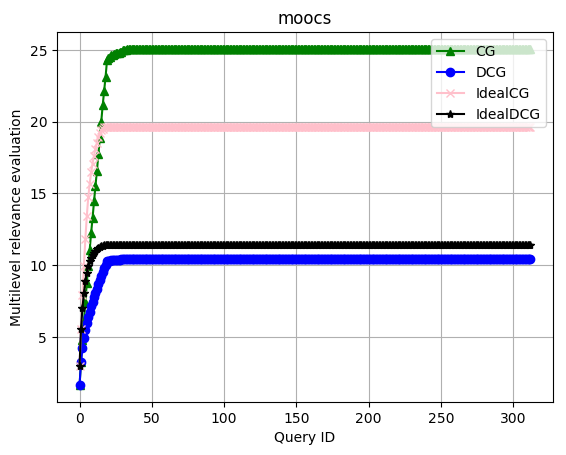 moocs
Multilevel relevance evaluation
25
20
15
10
5
CG
DCG
IdealCG
IdealDCG
0 50 100 150 200 250 300
Query ID